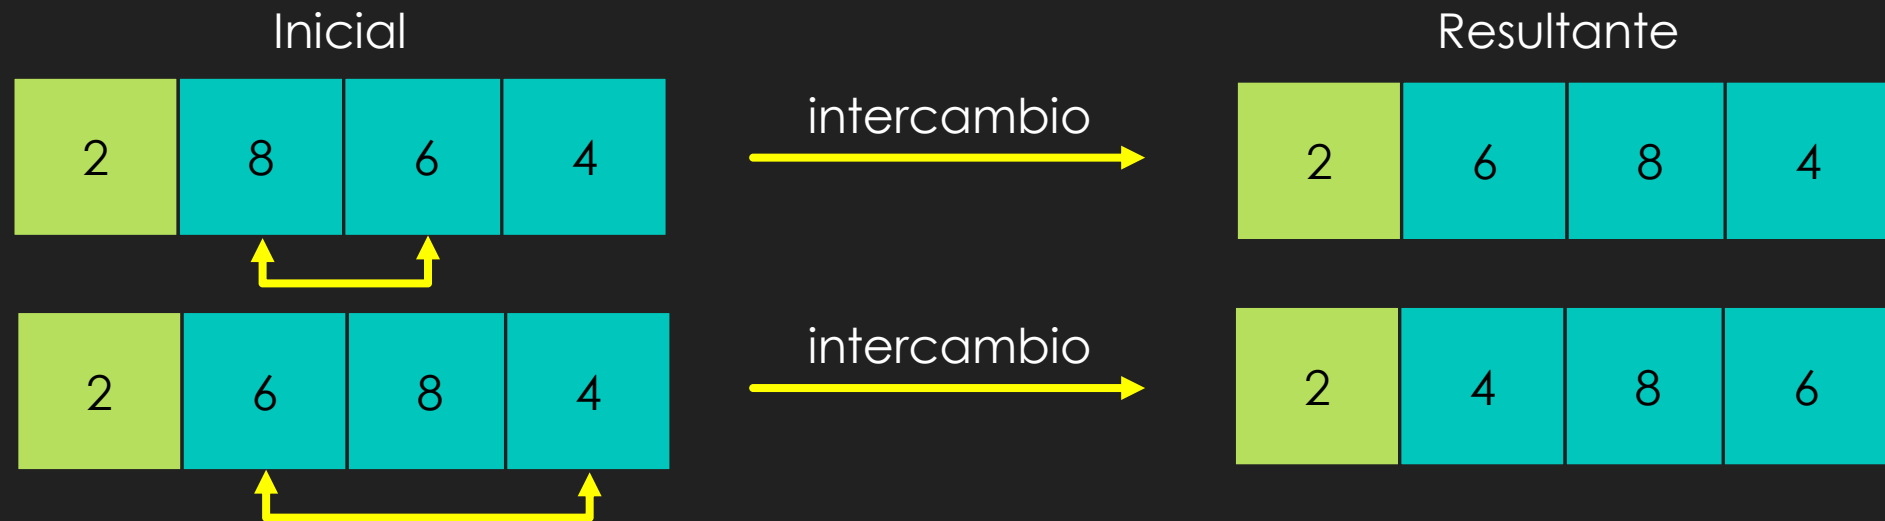 Inicial
Resultante
2 8 6 4
intercambio
2 6 8 4
2 6 8 4
intercambio
2 4 8 6